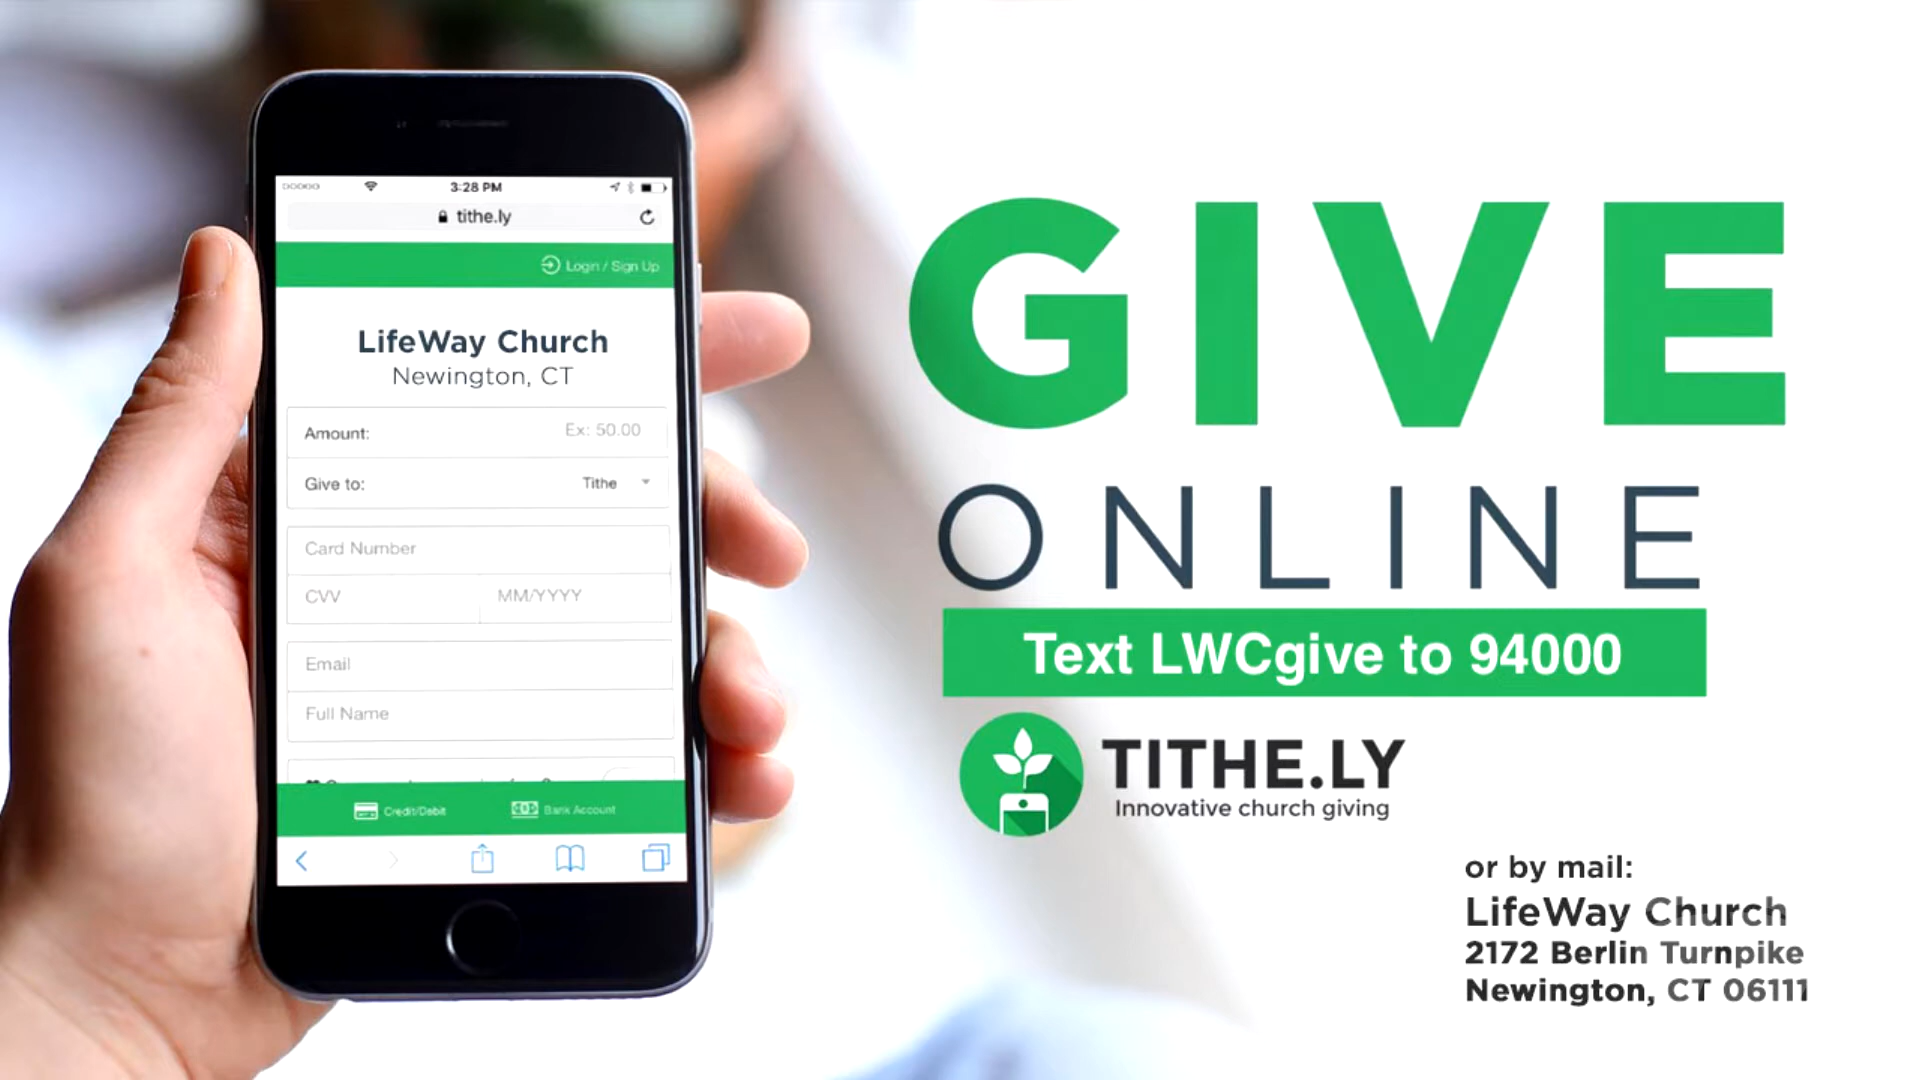 3:28 PM
tithe.ly
Login / Sign Up
LifeWay Church
Newington, CT
Amount:
Ex: 50.00
Give to:
Tithe
Card Number
CVV
MM/YYYY
Email
Full Name
Credit/Debit
Bank Account
GIVE
ONLINE
Text LWCgive to 94000
TITHE.LY
Innovative church giving
or by mail:
LifeWay Church
2172 Berlin Turnpike
Newington, CT 06111